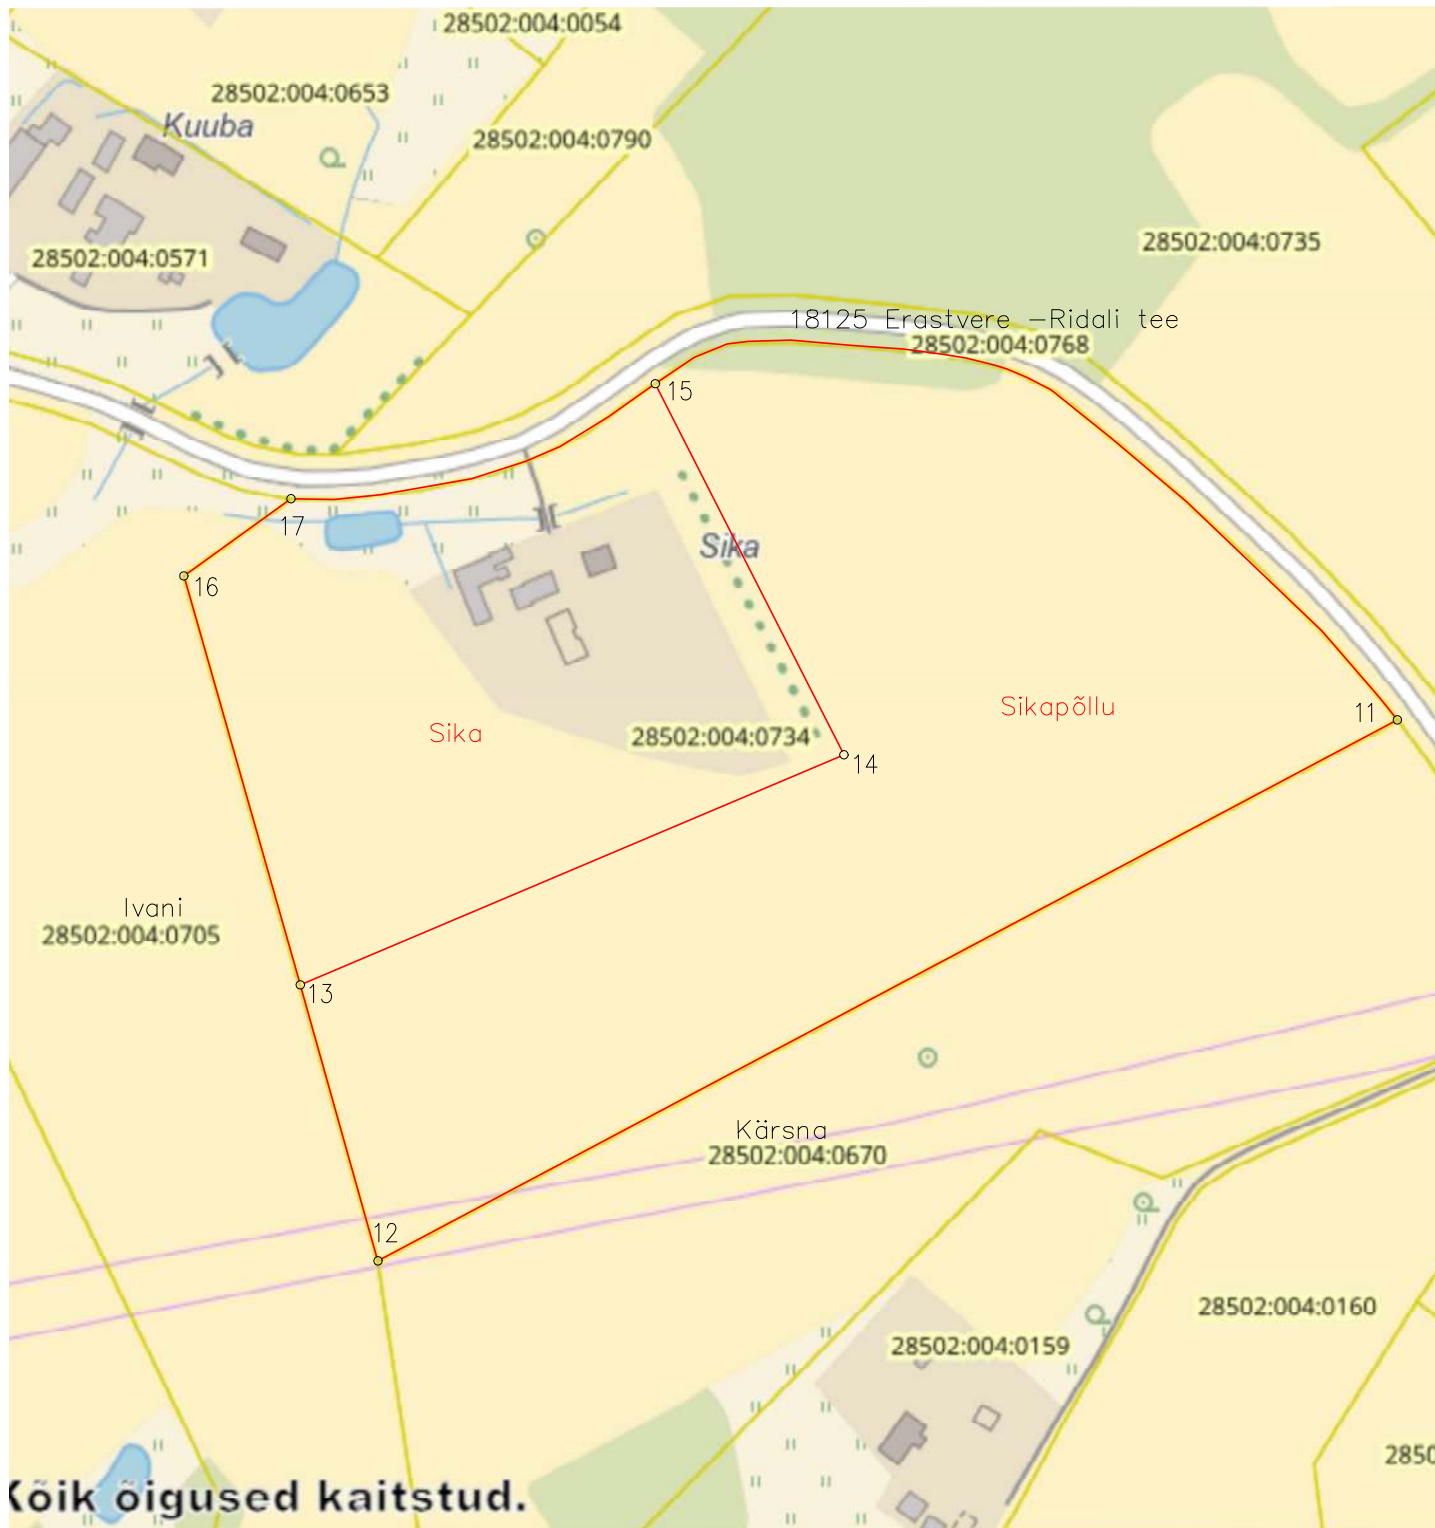 28502:004:0054
28502:004:0653
Kuuba
28502:004:0790
28502:004:0571
28502:004:0735
18125 Erastvere –Ridali tee
28502:004:0768
15
17
Sika
16
Sikapõllu
11
Sika
28502:004:0734
14
Ivani
28502:004:0705
13
Kärsna
28502:004:0670
12
28502:004:0160
28502:004:0159
2850
Kõik õigused kaitstud.